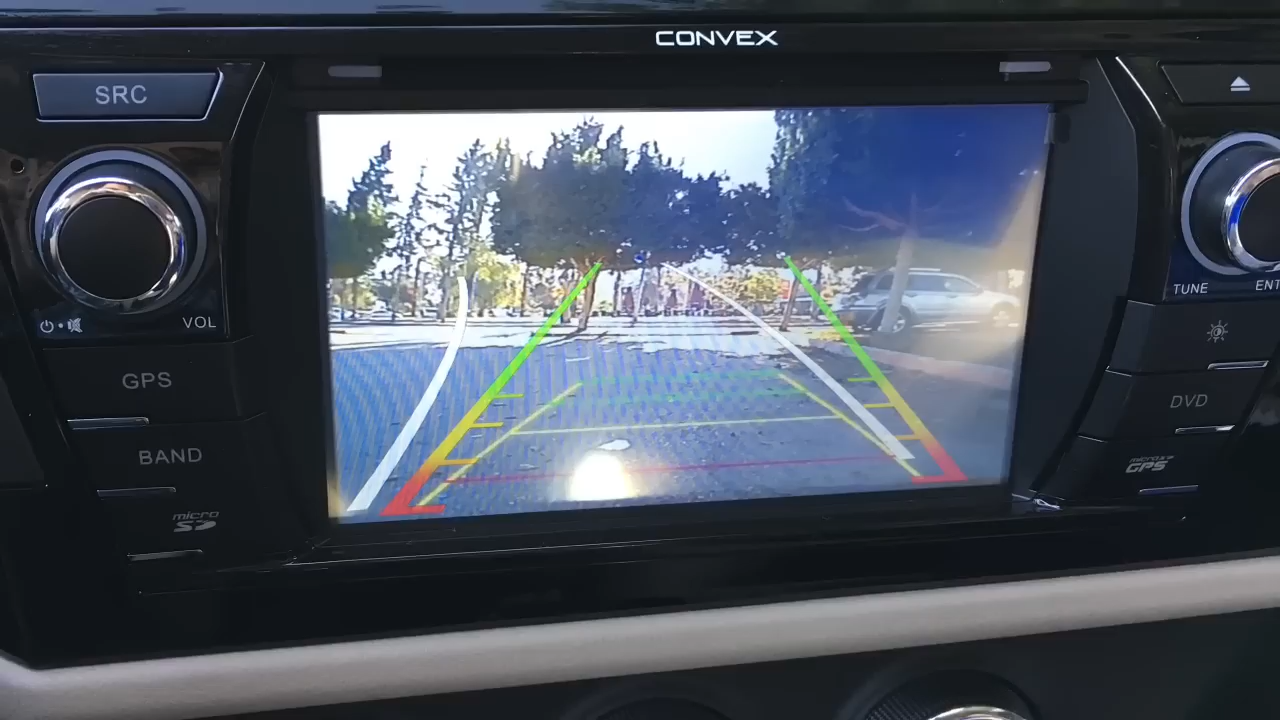 CONVEX
SRC
VOL
GPS
BAND
micro
SD
TUNE
ENT
DVD
micro SD
GPS